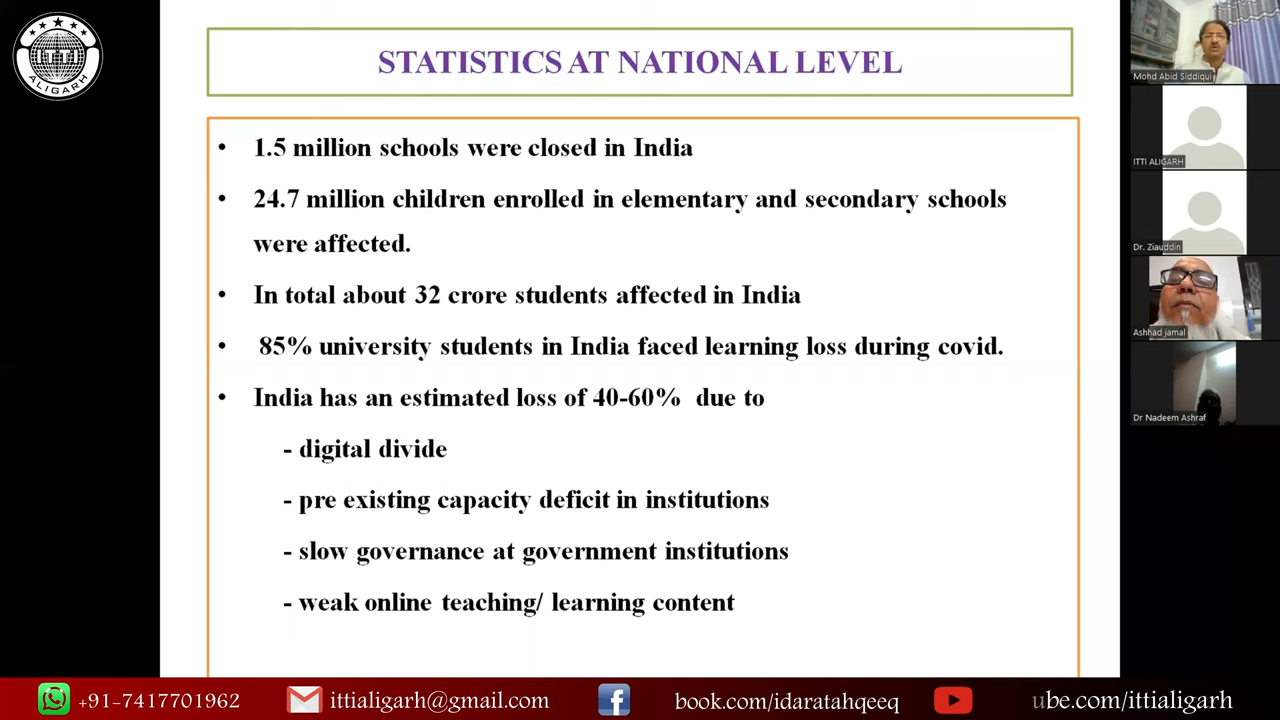 ITTI
ALIGARH
STATISTICS AT NATIONAL LEVEL
• 1.5 million schools were closed in India
• 24.7 million children enrolled in elementary and secondary schools
were affected.
• In total about 32 crore students affected in India
• 85% university students in India faced learning loss during covid.
• India has an estimated loss of 40-60% due to
- digital divide
- pre existing capacity deficit in institutions
- slow governance at government institutions
- weak online teaching/ learning content
Mohd Abid Siddiqui
ITTI ALIGARH
Dr. Ziauddin
Ashhad jamal
Dr Nadeem Ashraf
+91-7417701962
ittialigarh@gmail.com
book.com/idaratahqeeq
ube.com/ittialigarh